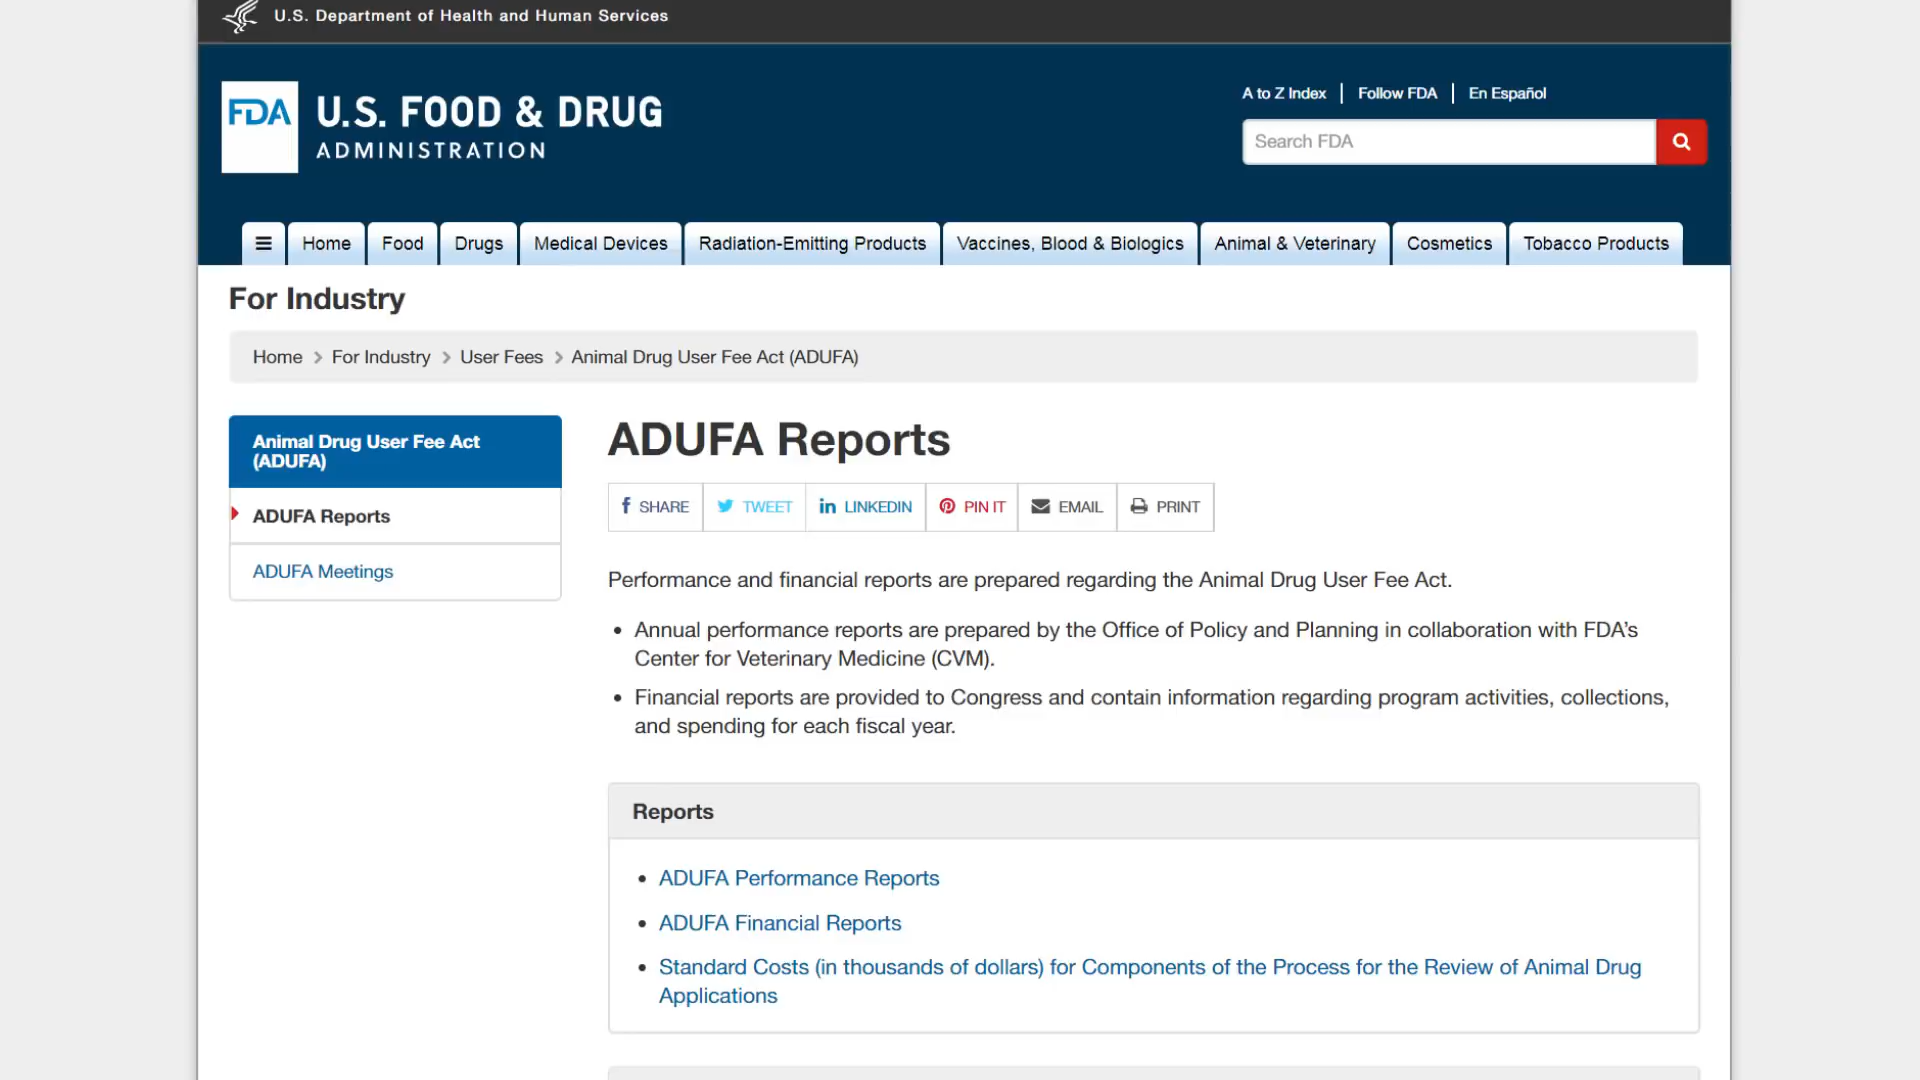 U.S. Department of Health and Human Services
FDA U.S. FOOD & DRUG
ADMINISTRATION
A to Z Index Follow FDA En Español
Search FDA
Home Food Drugs Medical Devices Radiation-Emitting Products Vaccines, Blood & Biologics Animal & Veterinary Cosmetics Tobacco Products
For Industry
Home For Industry User Fees Animal Drug User Fee Act (ADUFA)
Animal Drug User Fee Act
(ADUFA)
ADUFA Reports
ADUFA Meetings
ADUFA Reports
SHARE TWEET LINKEDIN PIN IT EMAIL PRINT
Performance and financial reports are prepared regarding the Animal Drug User Fee Act.
• Annual performance reports are prepared by the Office of Policy and Planning in collaboration with FDA’s
Center for Veterinary Medicine (CVM).
• Financial reports are provided to Congress and contain information regarding program activities, collections,
and spending for each fiscal year.
Reports
• ADUFA Performance Reports
• ADUFA Financial Reports
• Standard Costs (in thousands of dollars) for Components of the Process for the Review of Animal Drug
Applications